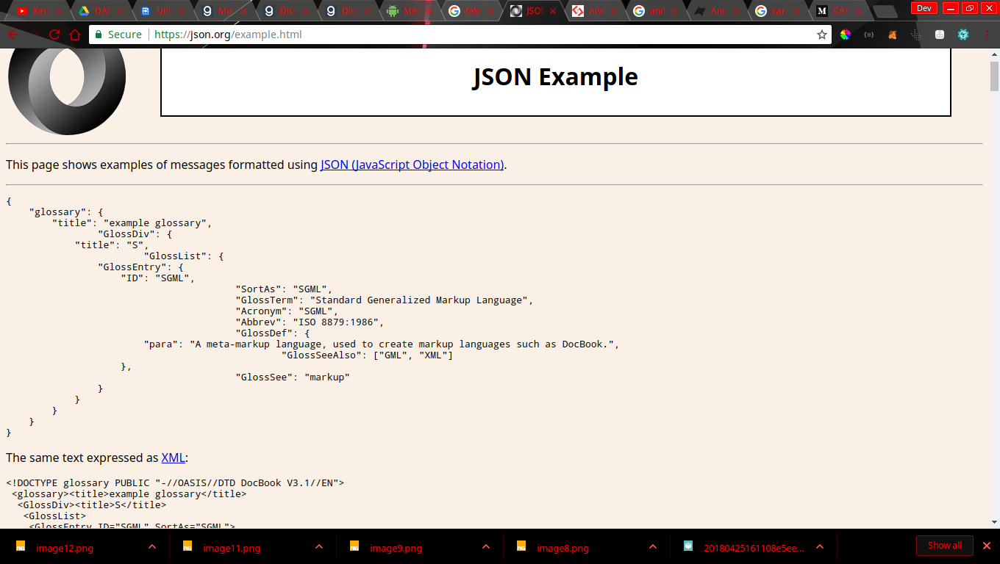 Ken
DAF
Uni
Me
Dic
Dic
Me
tek
JSO
And
and
And
car
CAR
Dev
Secure https://json.org/example.html
JSON Example
This page shows examples of messages formatted using JSON (JavaScript Object Notation).
{
    "glossary": {
        "title": "example glossary",
		"GlossDiv": {
            "title": "S",
			"GlossList": {
                "GlossEntry": {
                    "ID": "SGML",
					"SortAs": "SGML",
					"GlossTerm": "Standard Generalized Markup Language",
					"Acronym": "SGML",
					"Abbrev": "ISO 8879:1986",
					"GlossDef": {
                        "para": "A meta-markup language, used to create markup languages such as DocBook.",
						"GlossSeeAlso": ["GML", "XML"]
                    },
					"GlossSee": "markup"
                }
            }
        }
    }
}
The same text expressed as XML:
<!DOCTYPE glossary PUBLIC "-//OASIS//DTD DocBook V3.1//EN">
 <glossary><title>example glossary</title>
  <GlossDiv><title>S</title>
   <GlossList>
    <GlossEntry ID="SGML" SortAs="SGML">
image12.png
image11.png
image9.png
image8.png
20180425161108e5ee...
Show all